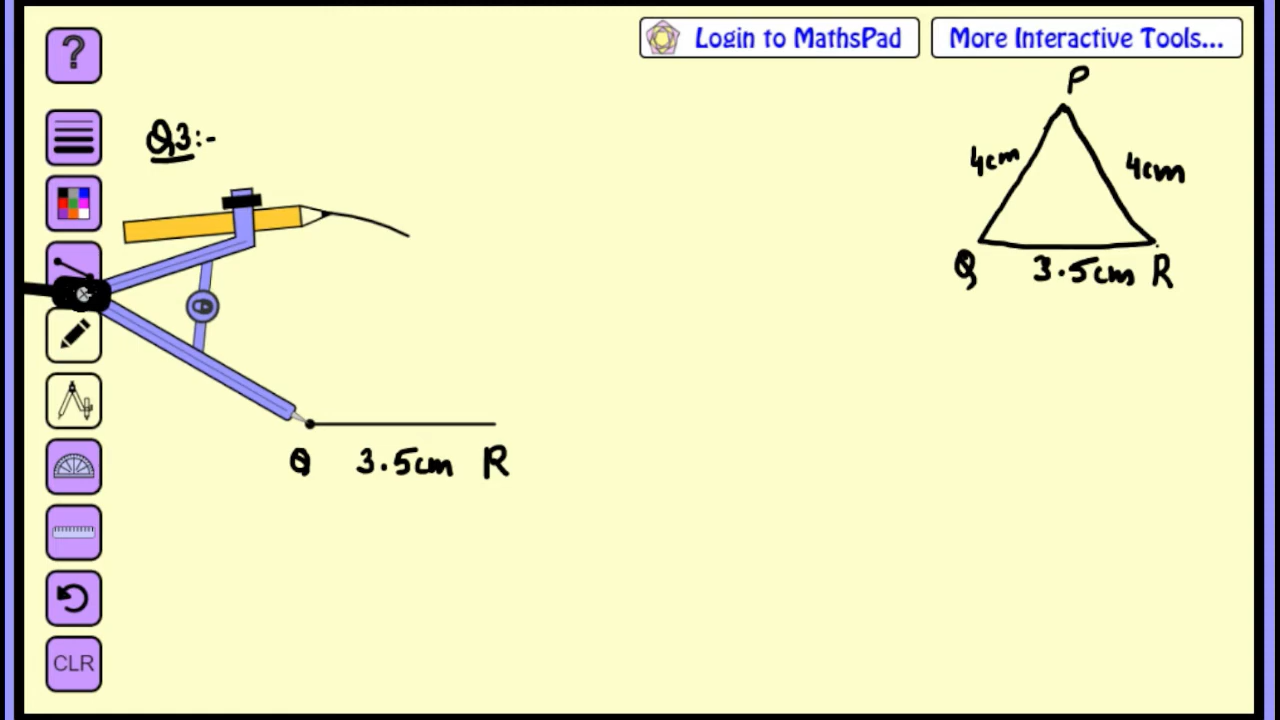 ?
Login to MathsPad
More Interactive Tools...
P
Q3:-
4cm
4cm
Q 3.5cm R
Q 3.5cm R
CLR